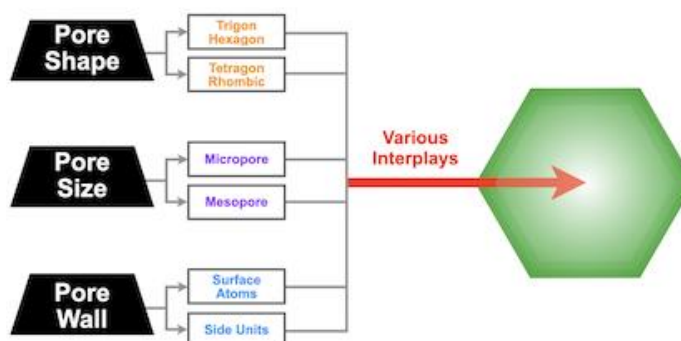 Pore
Shape
Trigon
Hexagon
Tetragon
Rhombic
Pore
Size
Micropore
Mesopore
Various
Interplays
Pore
Wall
Surface
Atoms
Side Units